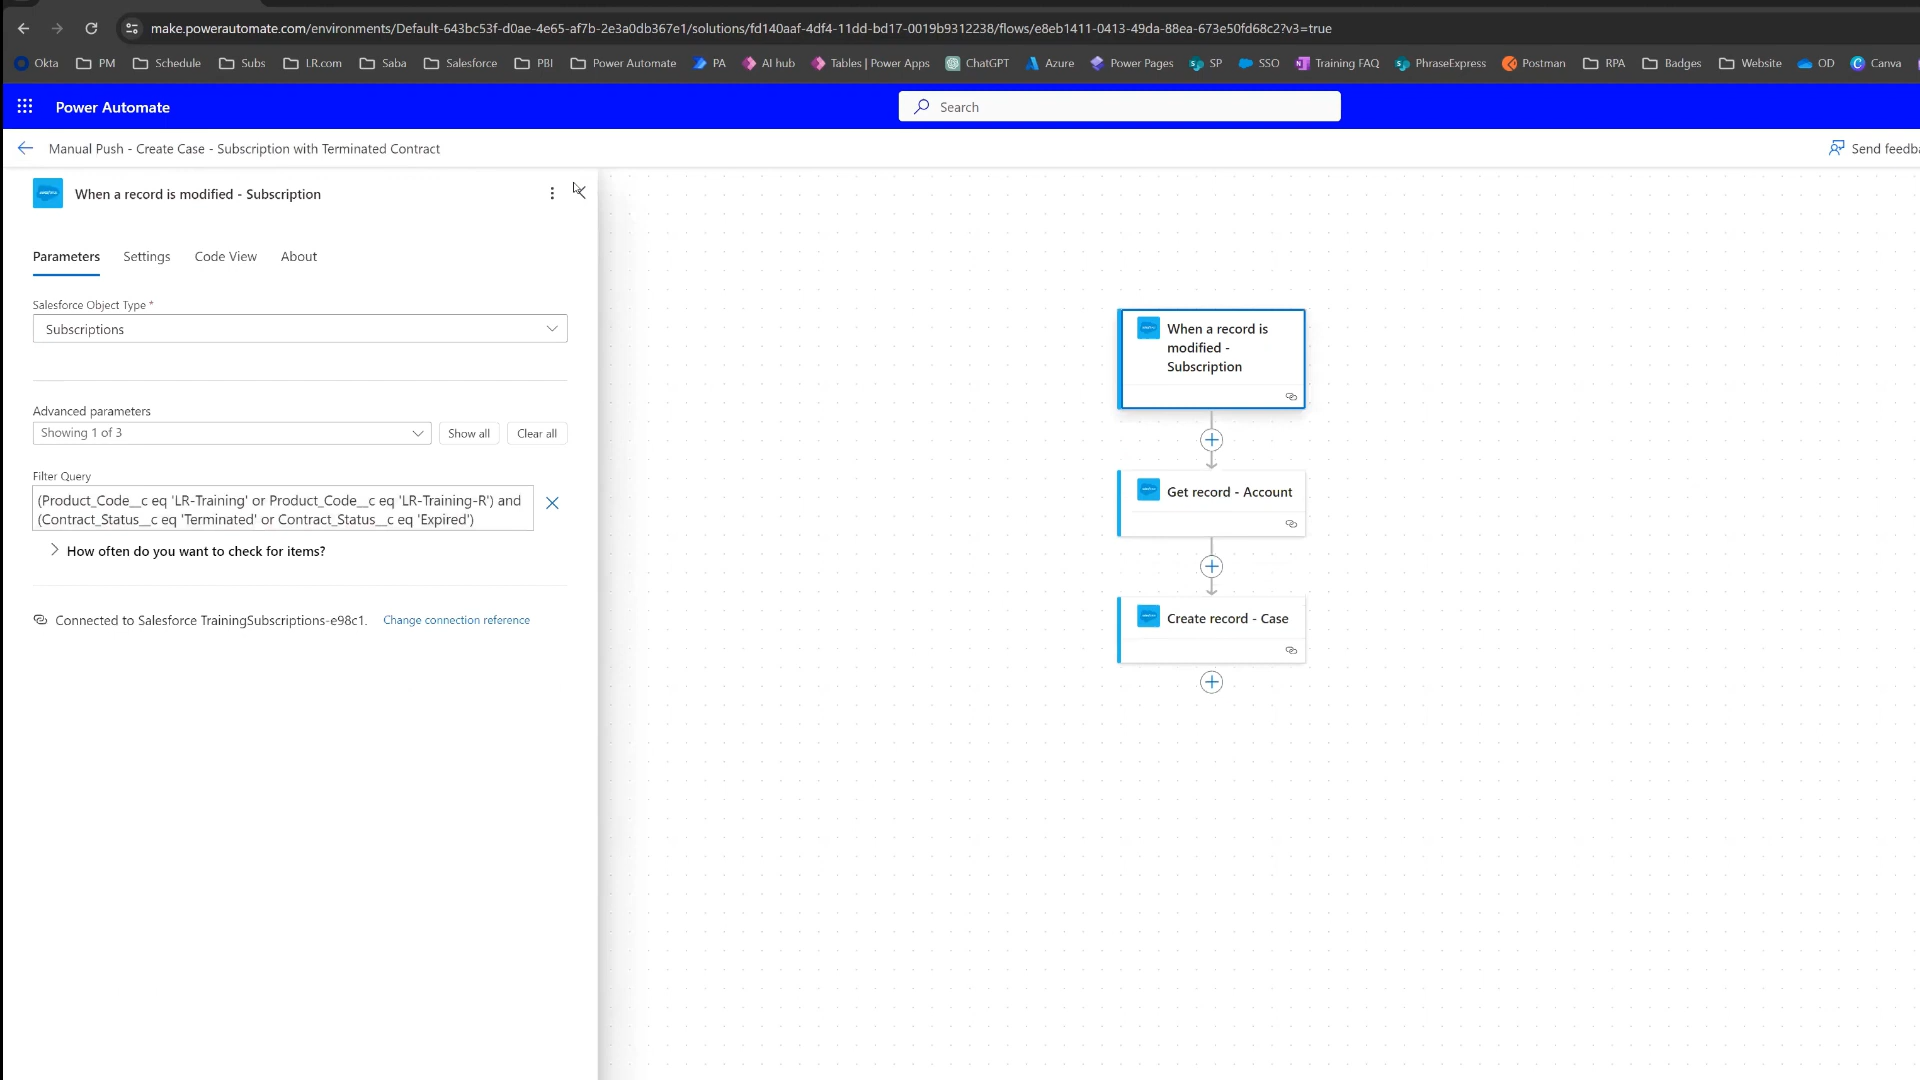 make.powerautomate.com/environments/Default-643bc53f-d0ae-4e65-af7b-2e3a0db367e1/solutions/fd140aaf-4df4-11dd-bd17-0019b9312238/flows/e8eb1411-0413-49da-88ea-673e50fd68c2?v3=true
Okta PM Schedule Subs LR.com Saba Salesforce PBI Power Automate PA AI hub Tables | Power Apps ChatGPT Azure Power Pages SP SSO Training FAQ PhraseExpress Postman RPA Badges Website OD Canva
Power Automate
Search
Manual Push - Create Case - Subscription with Terminated Contract
Send feedba
When a record is modified - Subscription
Parameters Settings Code View About
Salesforce Object Type *
Subscriptions
Advanced parameters
Showing 1 of 3
Show all
Clear all
Filter Query
(Product_Code__c eq 'LR-Training' or Product_Code__c eq 'LR-Training-R') and
(Contract_Status__c eq 'Terminated' or Contract_Status__c eq 'Expired')
How often do you want to check for items?
Connected to Salesforce TrainingSubscriptions-e98c1. Change connection reference
When a record is
modified -
Subscription
Get record - Account
Create record - Case